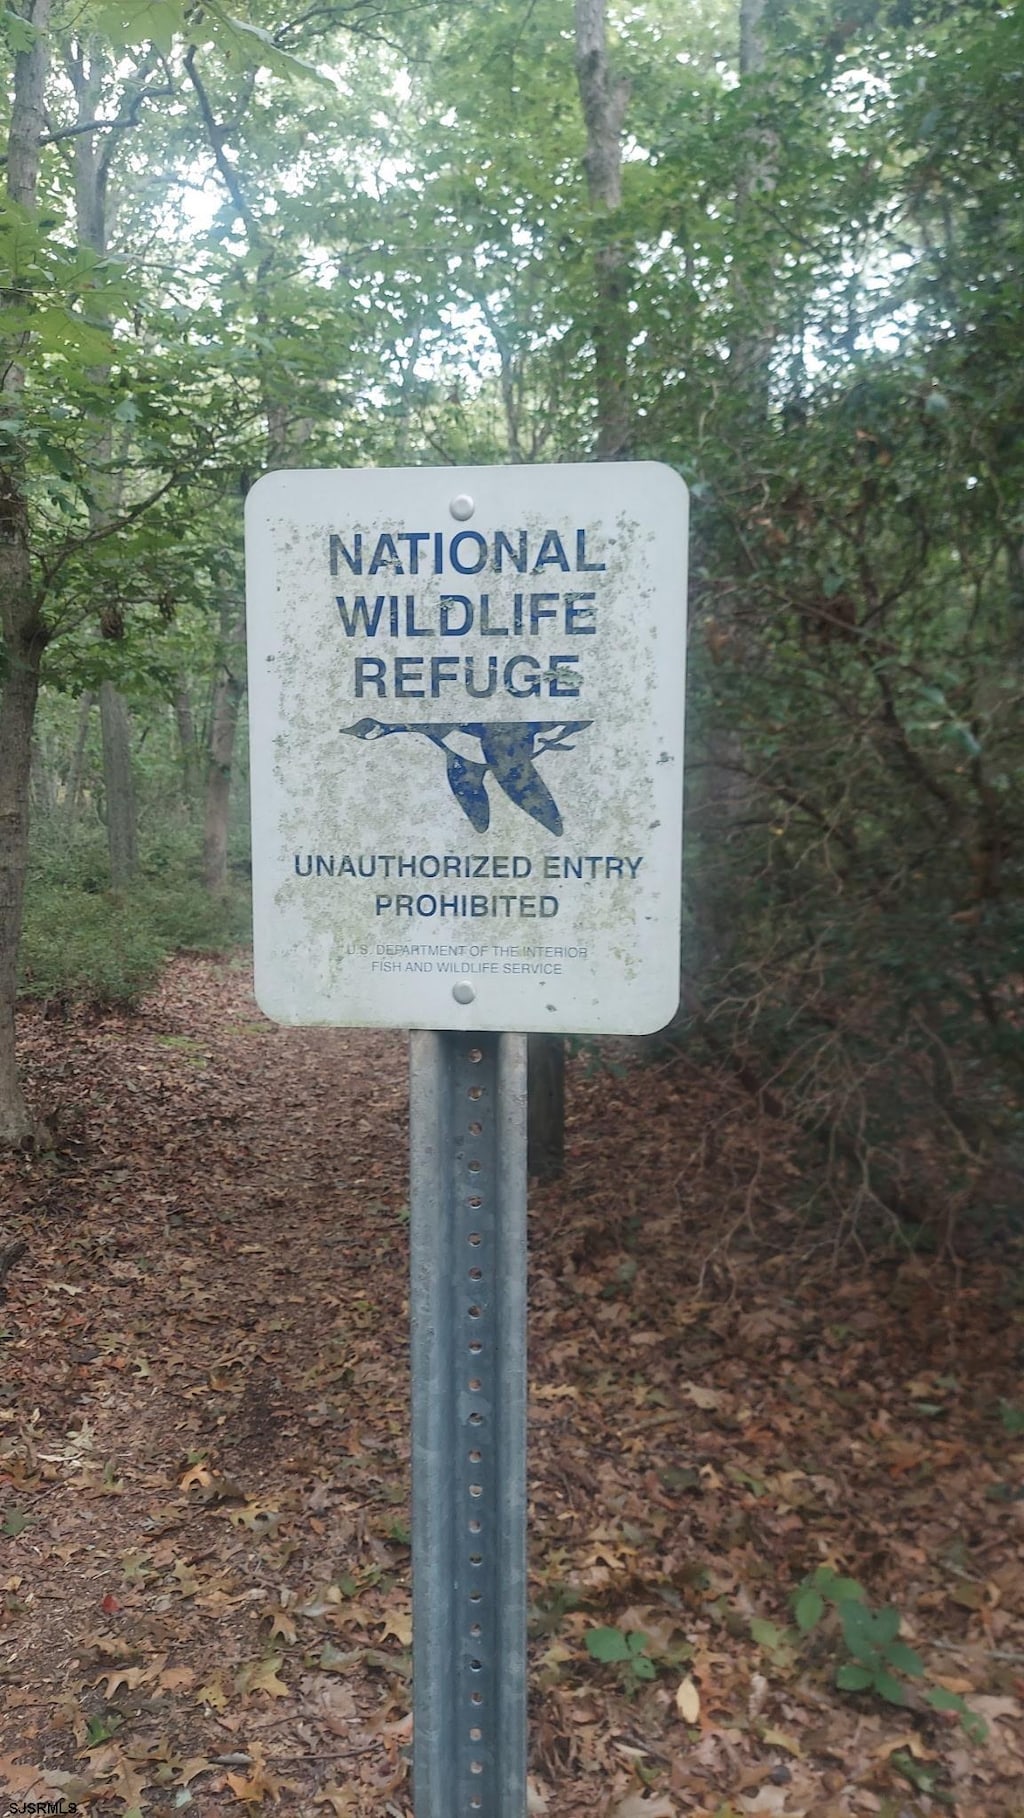 NATIONAL
WILDLIFE
REFUGE
UNAUTHORIZED ENTRY
PROHIBITED
U.S. DEPARTMENT OF THE INTERIOR
FISH AND WILDLIFE SERVICE
SJSRMLS